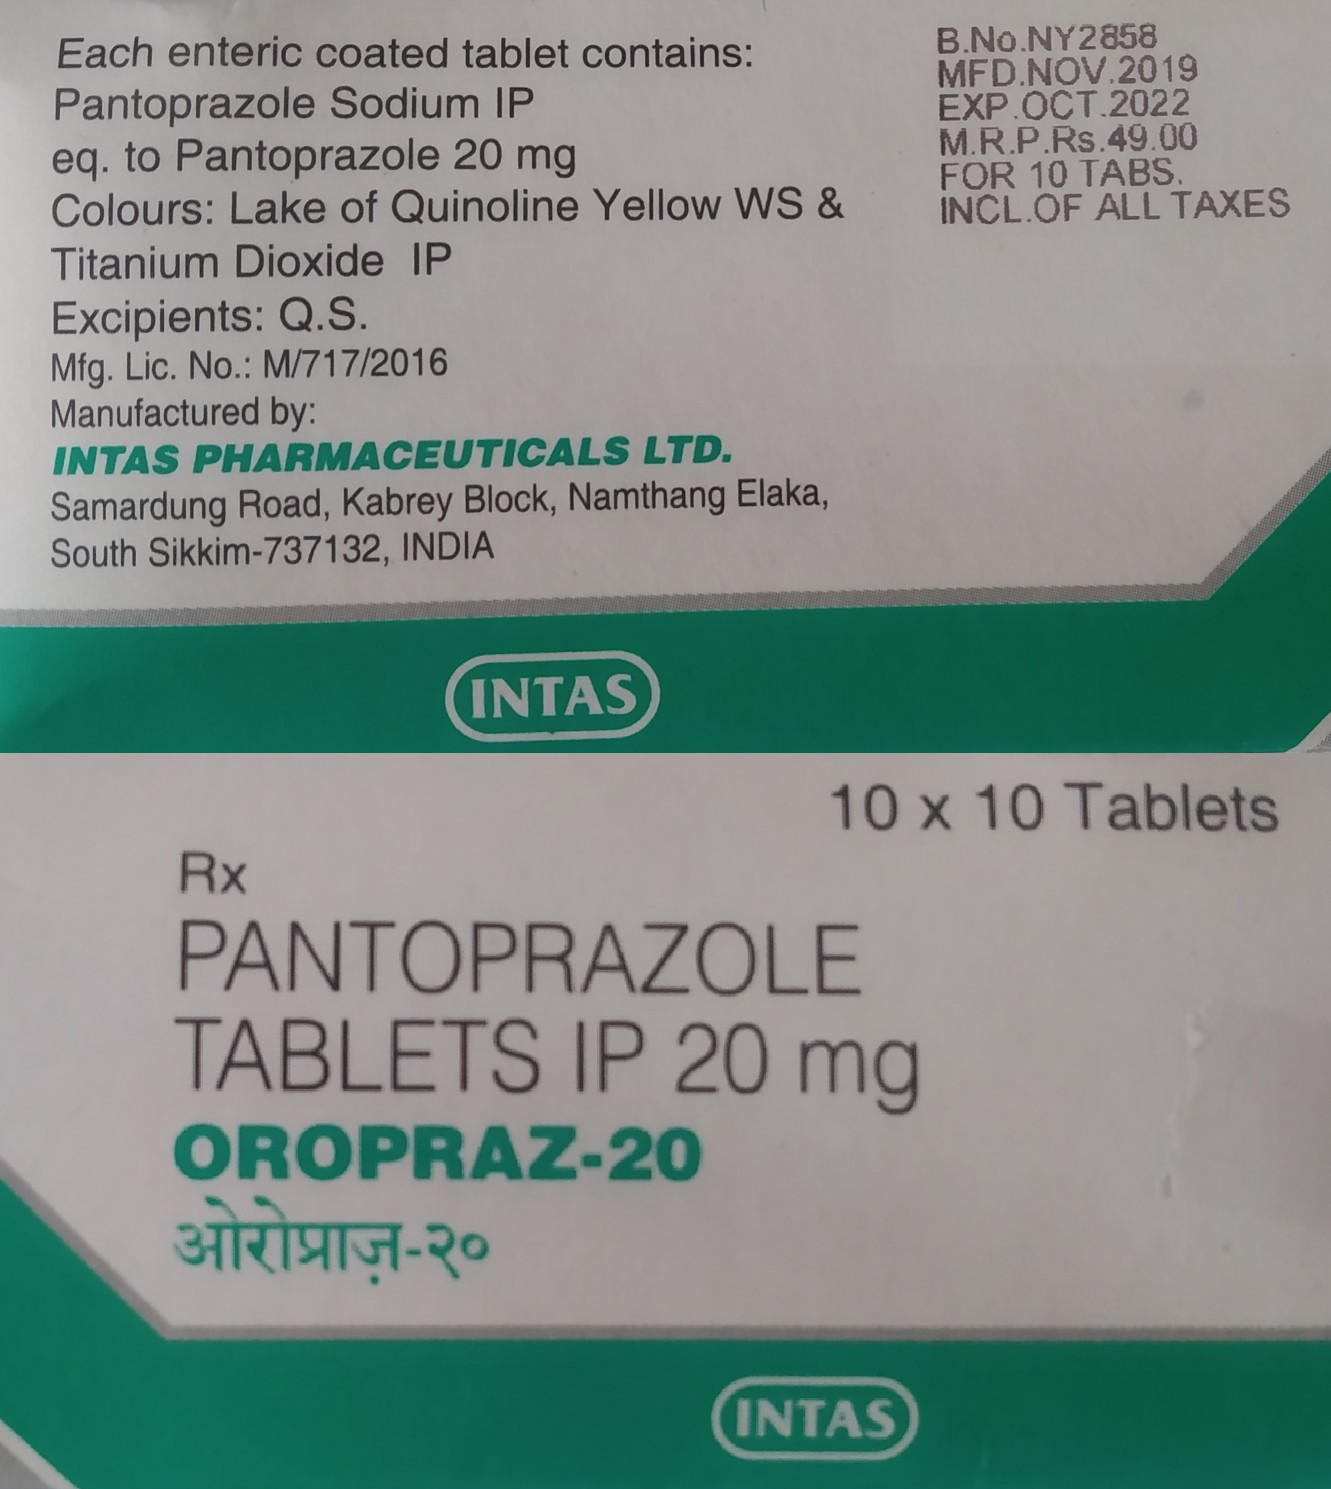 Each enteric coated tablet contains:
Pantoprazole Sodium IP
eq. to Pantoprazole 20 mg
Colours: Lake of Quinoline Yellow WS &
Titanium Dioxide IP
Excipients: Q.S.
Mfg. Lic. No.: M/717/2016
Manufactured by:
INTAS PHARMACEUTICALS LTD.
Samardung Road, Kabrey Block, Namthang Elaka,
South Sikkim-737132, INDIA
B.No.NY2858
MFD.NOV.2019
EXP.OCT.2022
M.R.P.Rs.49.00
FOR 10 TABS.
INCL.OF ALL TAXES
INTAS
10 x 10 Tablets
Rx
PANTOPRAZOLE
TABLETS IP 20 mg
OROPRAZ-20
ओरोप्राज़-२०
INTAS